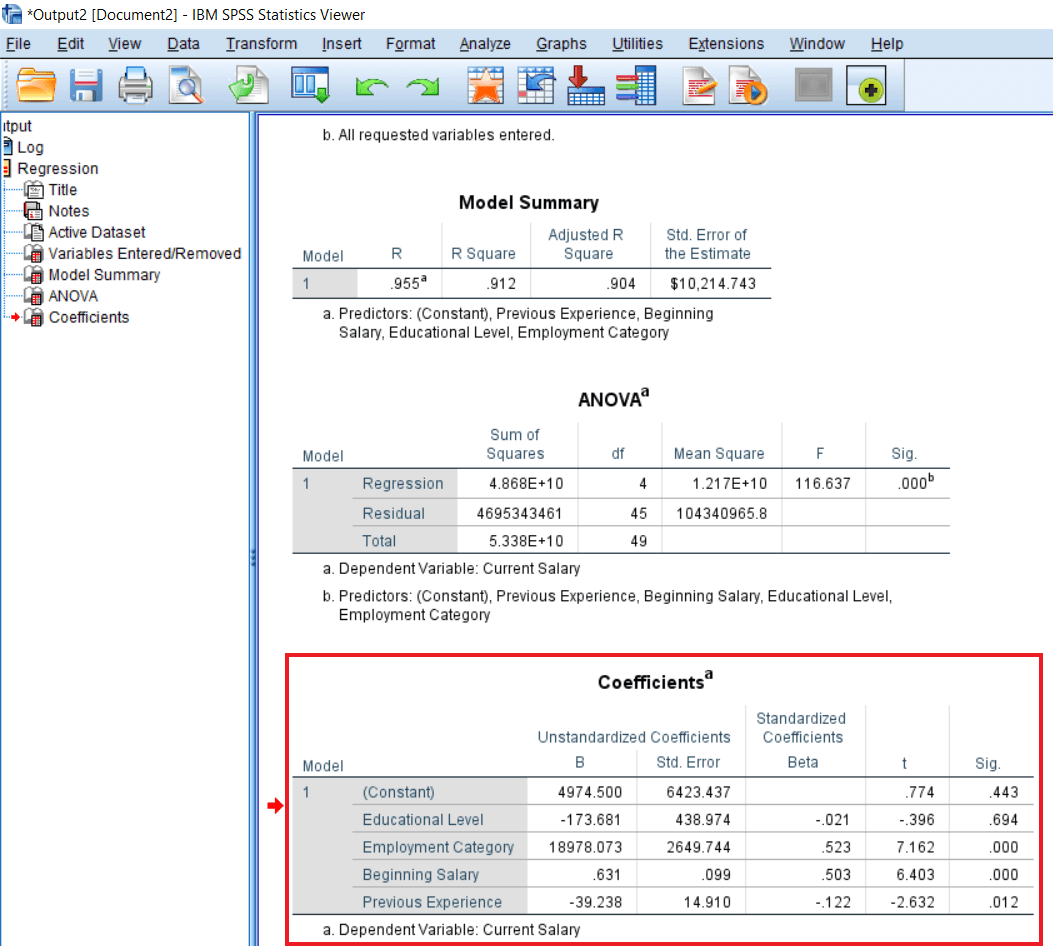 *Output2 [Document2] - IBM SPSS Statistics Viewer
File Edit View Data Transform Insert Format Analyze Graphs Utilities Extensions Window Help
tput
Log
Regression
Title
Notes
Active Dataset
Variables Entered/Removed
Model Summary
ANOVA
Coefficients
b. All requested variables entered.
Model Summary
Model R R Square Adjusted R Square Std. Error of the Estimate
1 .955a .912 .904 $10,214.743
a. Predictors: (Constant), Previous Experience, Beginning
Salary, Educational Level, Employment Category
ANOVAa
Model Sum of Squares df Mean Square F Sig.
1 Regression 4.868E+10 4 1.217E+10 116.637 .000b
Residual 4695343461 45 104340965.8
Total 5.338E+10 49
a. Dependent Variable: Current Salary
b. Predictors: (Constant), Previous Experience, Beginning Salary, Educational Level,
Employment Category
Coefficientsa
Unstandardized Coefficients Standardized Coefficients
Model B Std. Error Beta t Sig.
1 (Constant) 4974.500 6423.437 .774 .443
Educational Level -173.681 438.974 -.021 -.396 .694
Employment Category 18978.073 2649.744 .523 7.162 .000
Beginning Salary .631 .099 .503 6.403 .000
Previous Experience -39.238 14.910 -.122 -2.632 .012
a. Dependent Variable: Current Salary